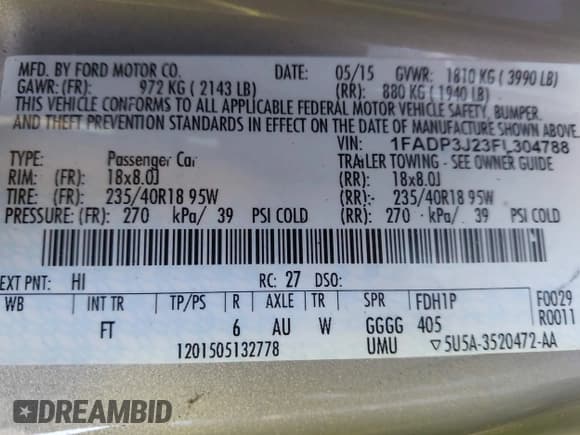 MFD. BY FORD MOTOR CO. DATE: 05/15 GVWR: 1810 KG ( 3990 LB)
GAWR: (FR): 972 KG ( 2143 LB) (RR): 880 KG ( 1940 LB)
THIS VEHICLE CONFORMS TO ALL APPLICABLE FEDERAL MOTOR VEHICLE SAFETY, BUMPER,
AND THEFT PREVENTION STANDARDS IN EFFECT ON THE DATE OF MANUFACTURE SHOWN ABOVE.
VIN: 1FADP3J23FL304788
TYPE: Passenger Car TRAILER TOWING - SEE OWNER GUIDE
RIM: (FR): 18x8.0J (RR): 18x8.0J
TIRE: (FR): 235/40R18 95W (RR): 235/40R18 95W
PRESSURE: (FR): 270 kPa/ 39 PSI COLD (RR): 270 kPa/ 39 PSI COLD
EXT PNT: HI RC: 27 DSO:
WB INT TR TP/PS R AXLE TR SPR FDH1P F0029
FT 6 AU W GGGG 405 R0011
1201505132778 UMU ▽5U5A-3520472-AA
DREAMBID